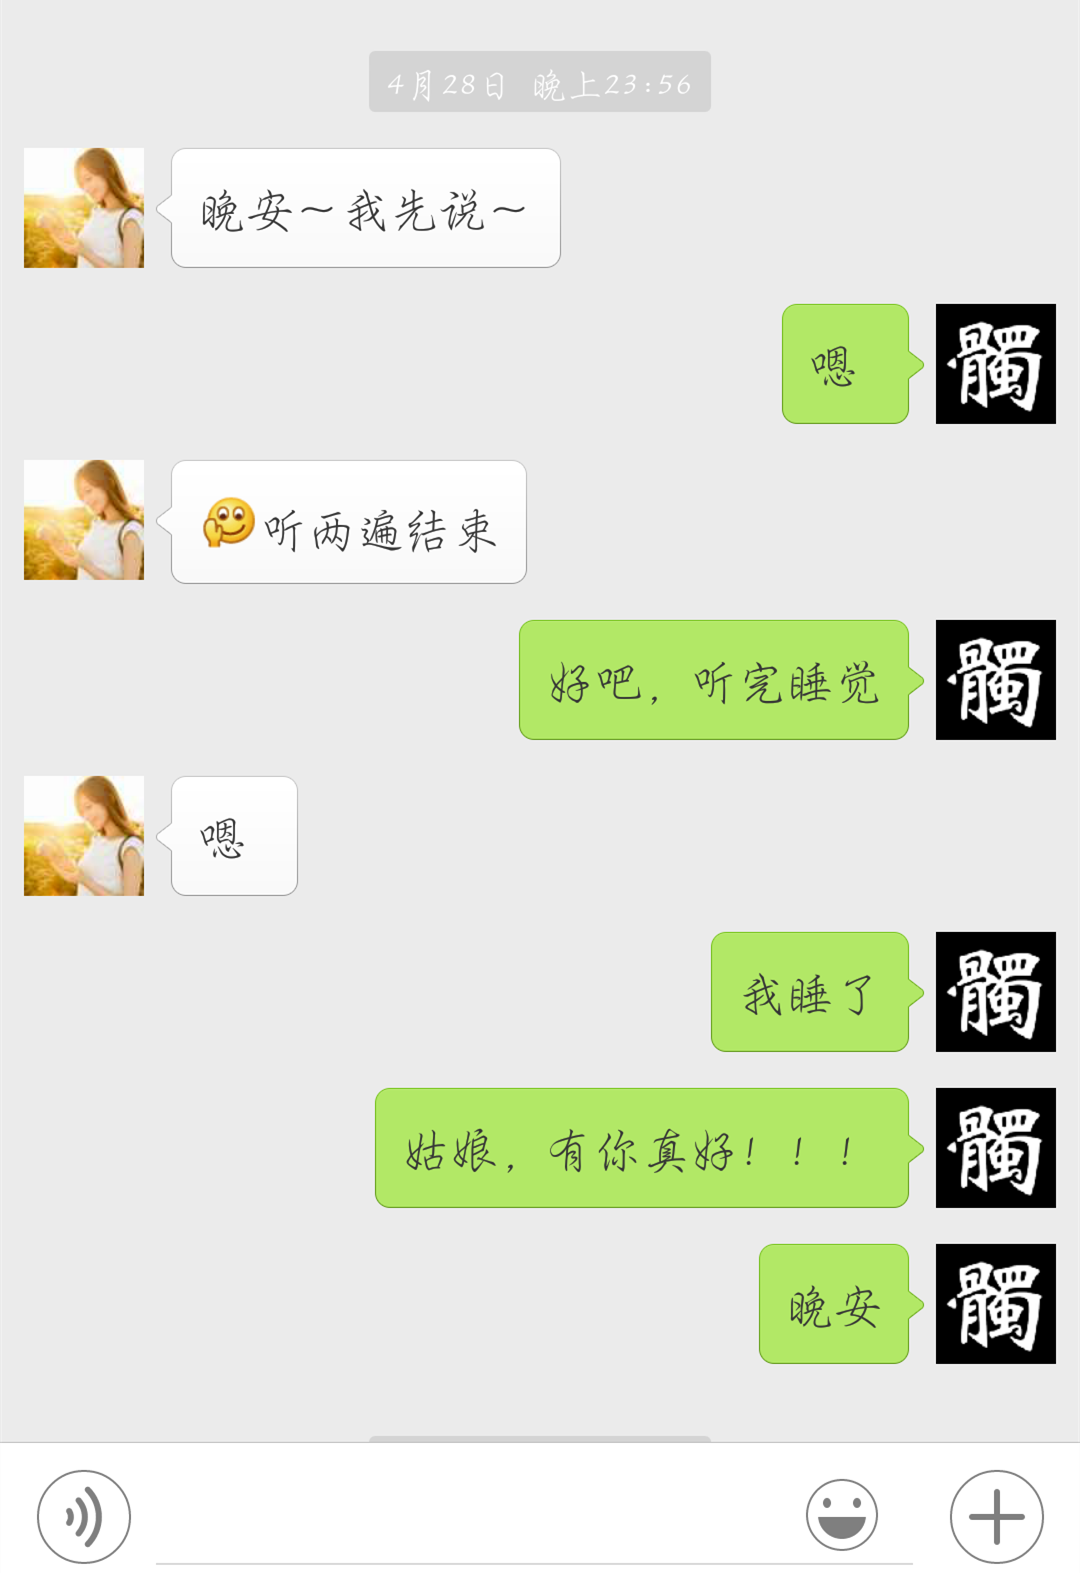 4月28日 晚上23:56
晚安～我先说～
嗯
髑
听两遍结束
好吧，听完睡觉
髑
嗯
我睡了
髑
姑娘，有你真好！！！
髑
晚安
髑